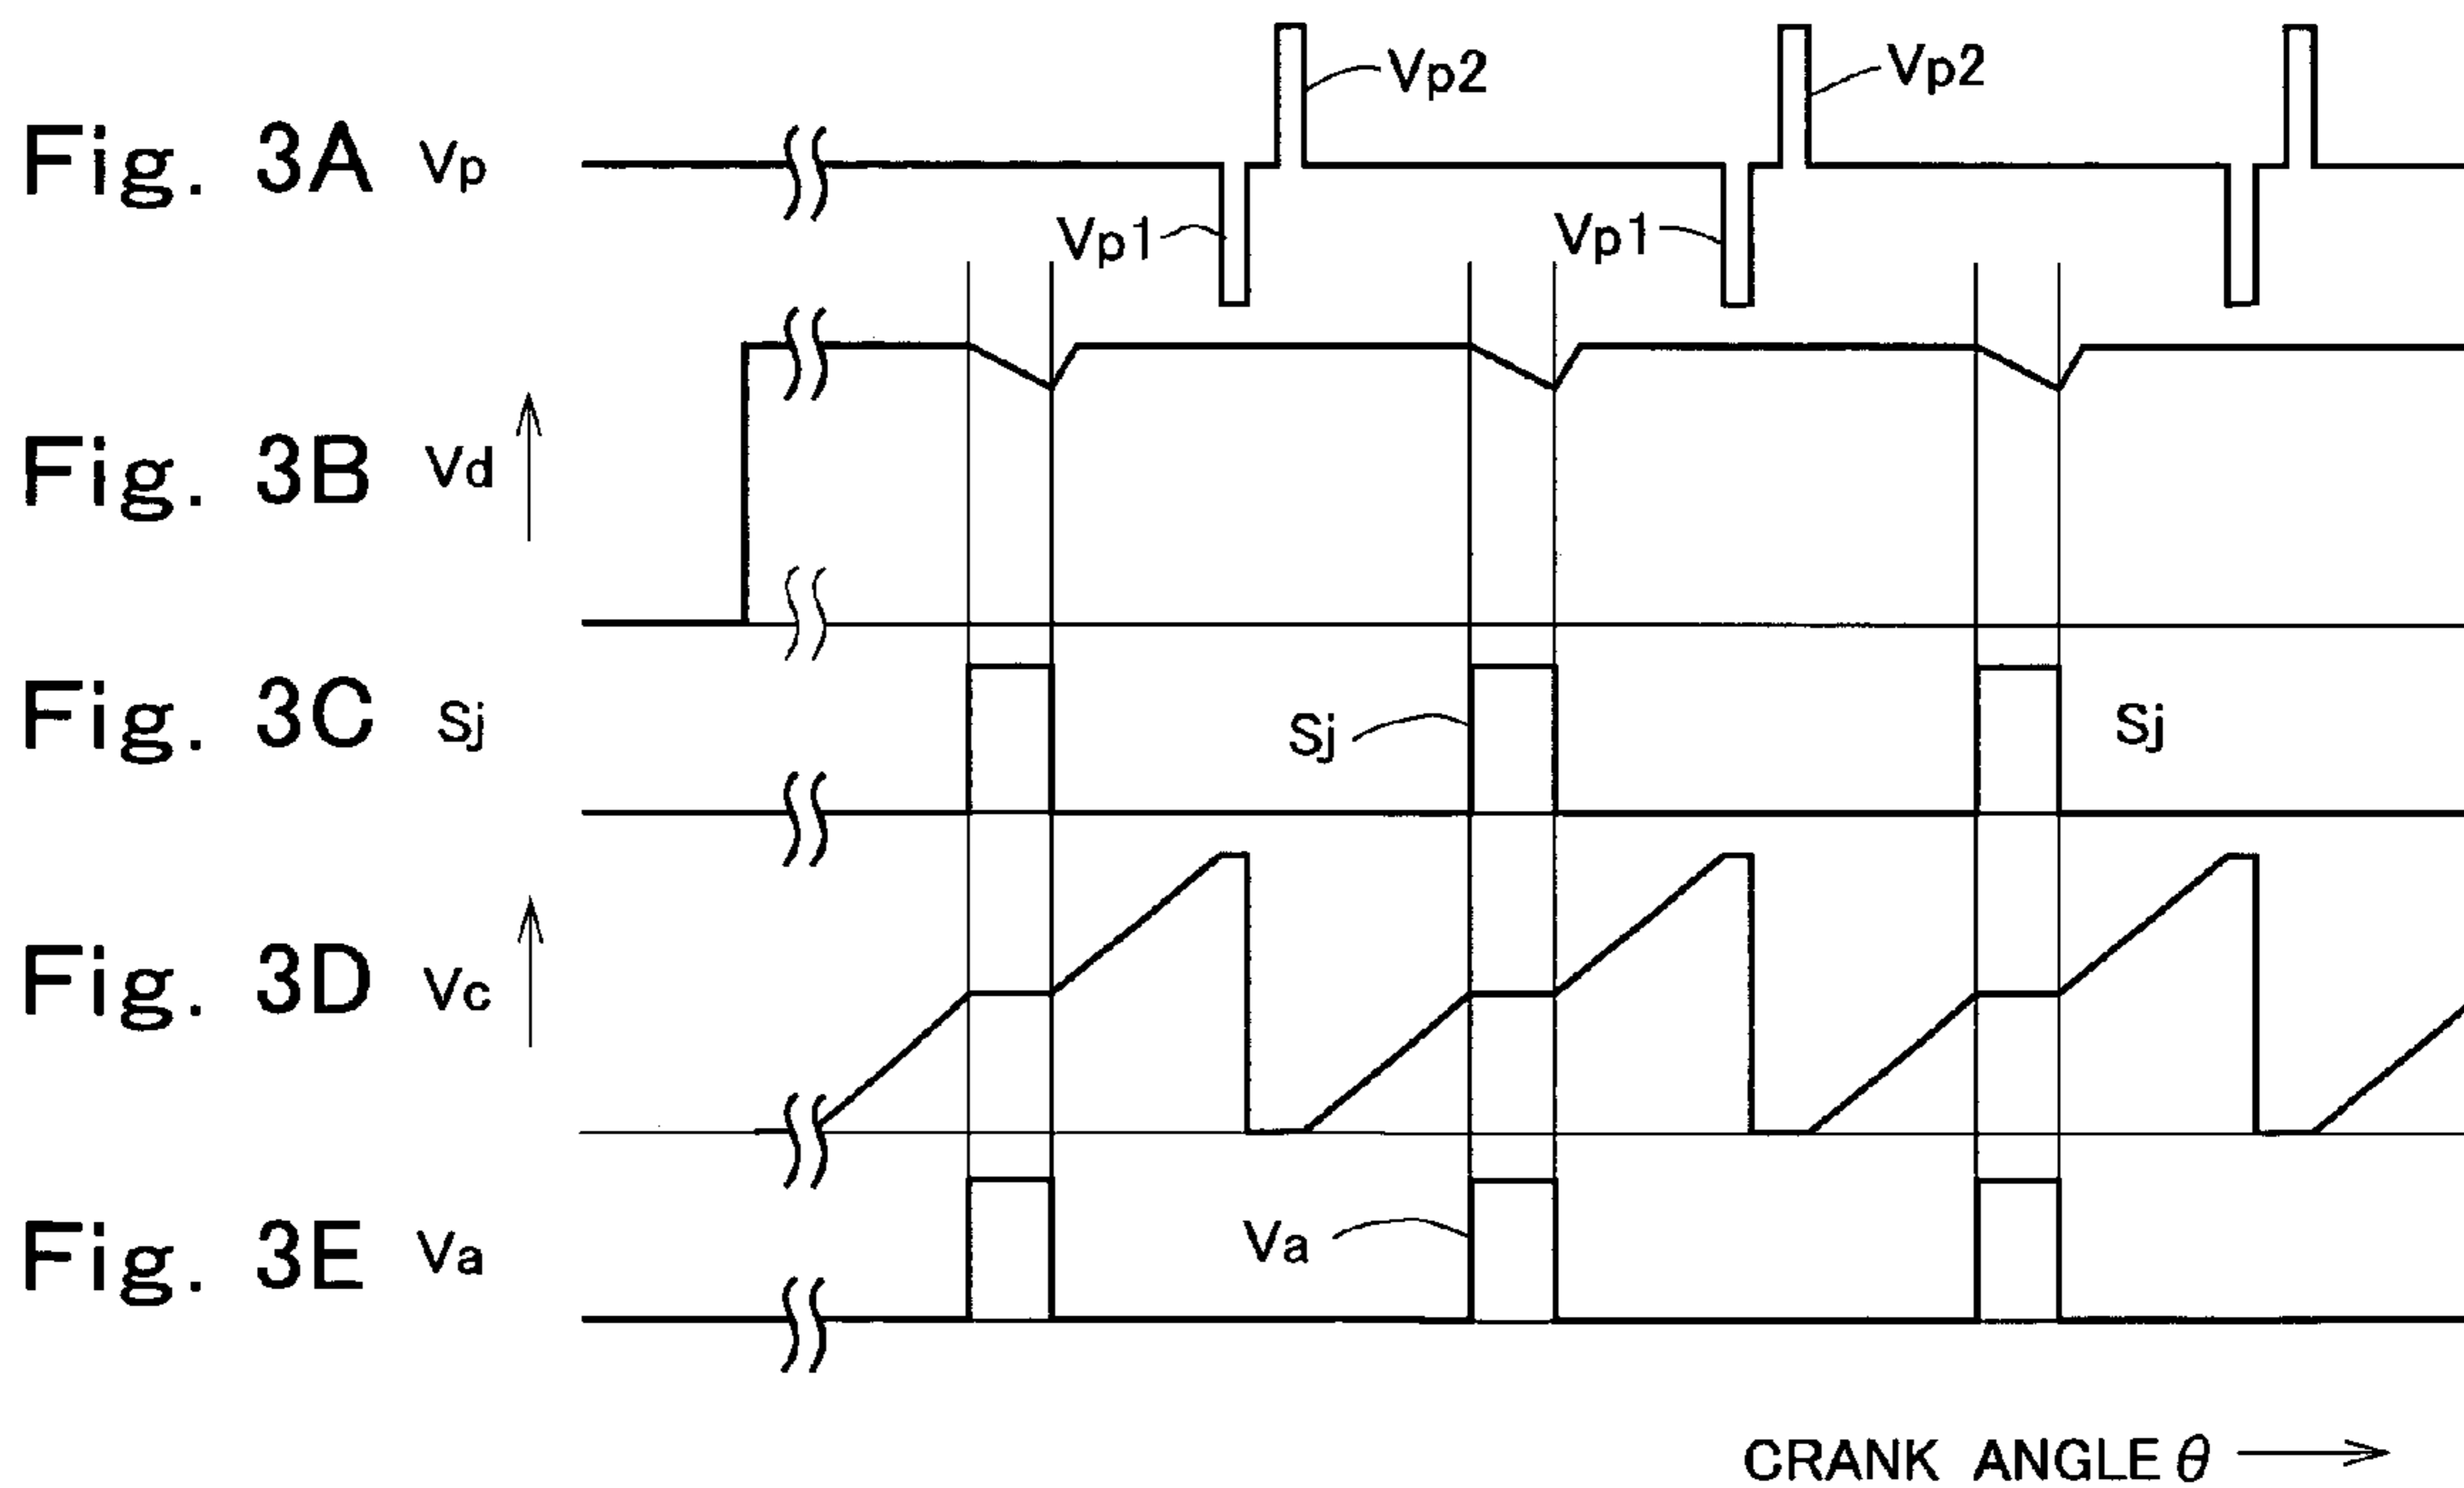 Vp2
Vp2
Fig. 3A Vp
Vp1
Vp1
Fig. 3B Vd
Fig. 3C Sj
Sj
Sj
Fig. 3D Vc
Fig. 3E Va
Va
CRANK ANGLE θ